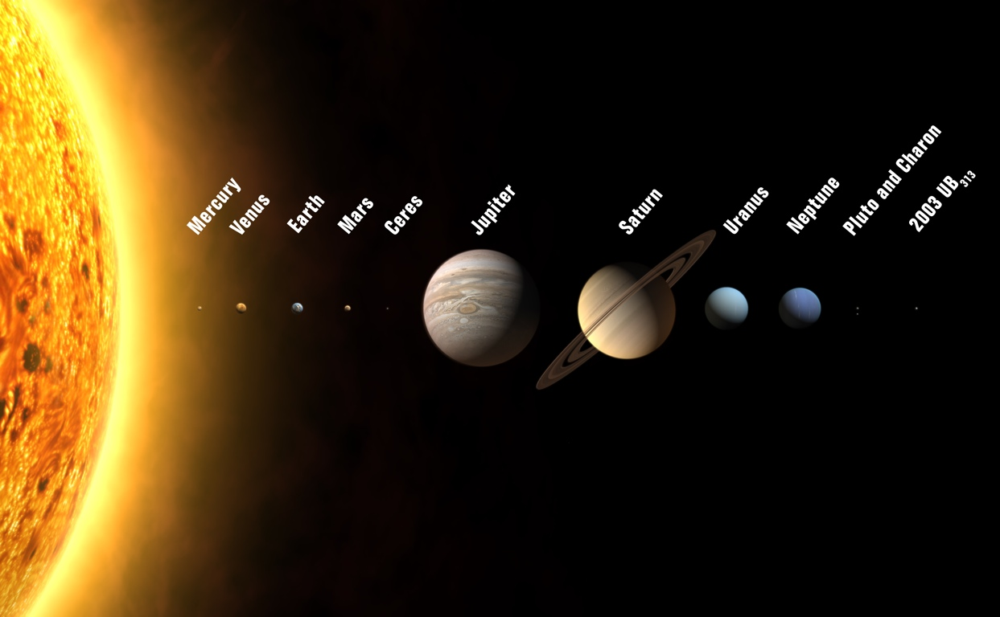 Mercury
Venus
Earth
Mars
Ceres
Jupiter
Saturn
Uranus
Neptune
Pluto and Charon
2003 UB₃₁₃